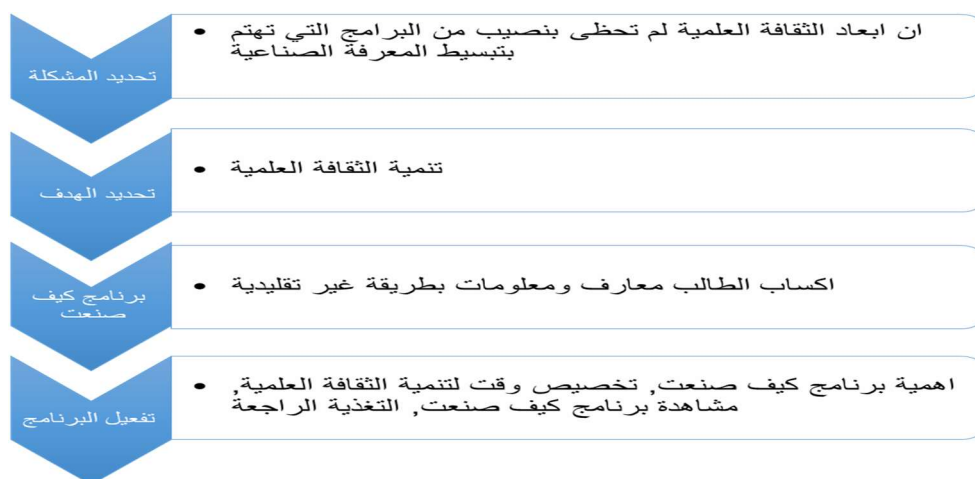 تحديد المشكلة
• ان ابعاد الثقافة العلمية لم تحظى بنصيب من البرامج التي تهتم
بتبسيط المعرفة الصناعية
تحديد الهدف
• تنمية الثقافة العلمية
برنامج كيف
صنعت
• اكساب الطالب معارف ومعلومات بطريقة غير تقليدية
تفعيل البرنامج
• اهمية برنامج كيف صنعت, تخصيص وقت لتنمية الثقافة العلمية,
مشاهدة برنامج كيف صنعت, التغذية الراجعة